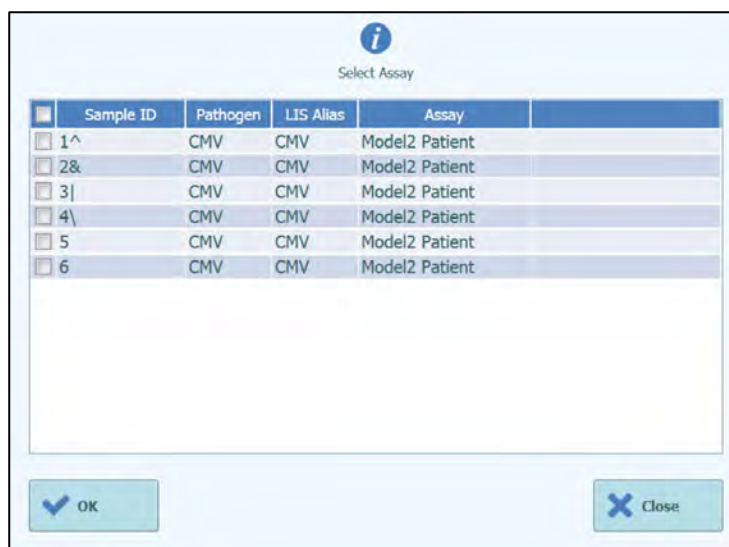 i
Select Assay
Sample ID Pathogen LIS Alias Assay
1^ CMV CMV Model2 Patient
2& CMV CMV Model2 Patient
3| CMV CMV Model2 Patient
4\ CMV CMV Model2 Patient
5 CMV CMV Model2 Patient
6 CMV CMV Model2 Patient
OK Close